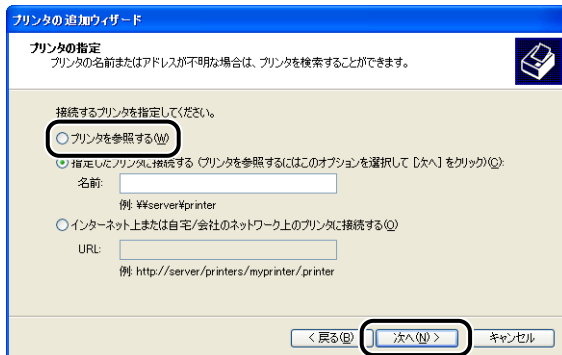 プリンタの追加ウィザード
プリンタの指定
プリンタの名前またはアドレスが不明な場合は、プリンタを検索することができます。
接続するプリンタを指定してください。
プリンタを参照する(W)
指定したプリンタに接続する (プリンタを参照するにはこのオプションを選択して [次へ] をクリック)(C):
名前:
例: ¥¥server¥printer
インターネット上または自宅/会社のネットワーク上のプリンタに接続する(O)
URL:
例: http://server/printers/myprinter/.printer
< 戻る(B) 次へ(N) > キャンセル